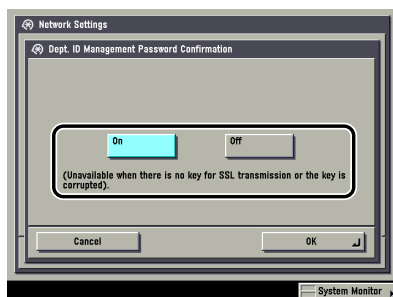 Network Settings
Dept. ID Management Password Confirmation
On Off
(Unavailable when there is no key for SSL transmission or the key is
corrupted).
Cancel OK
System Monitor